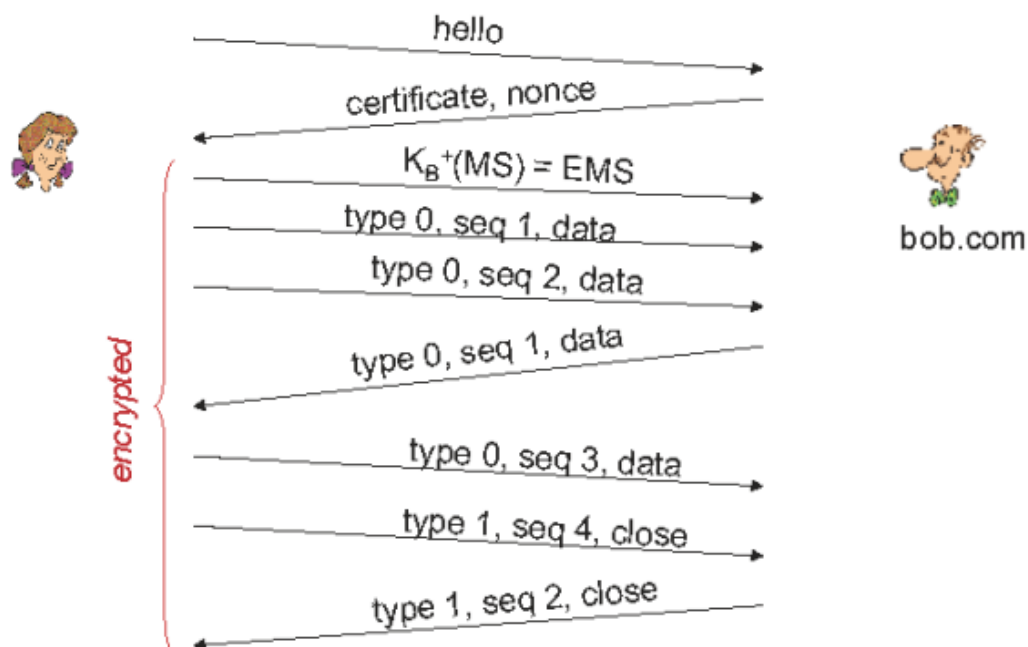 hello
certificate, nonce
K_B^+(MS) = EMS
type 0, seq 1, data
type 0, seq 2, data
bob.com
type 0, seq 1, data
encrypted
type 0, seq 3, data
type 1, seq 4, close
type 1, seq 2, close